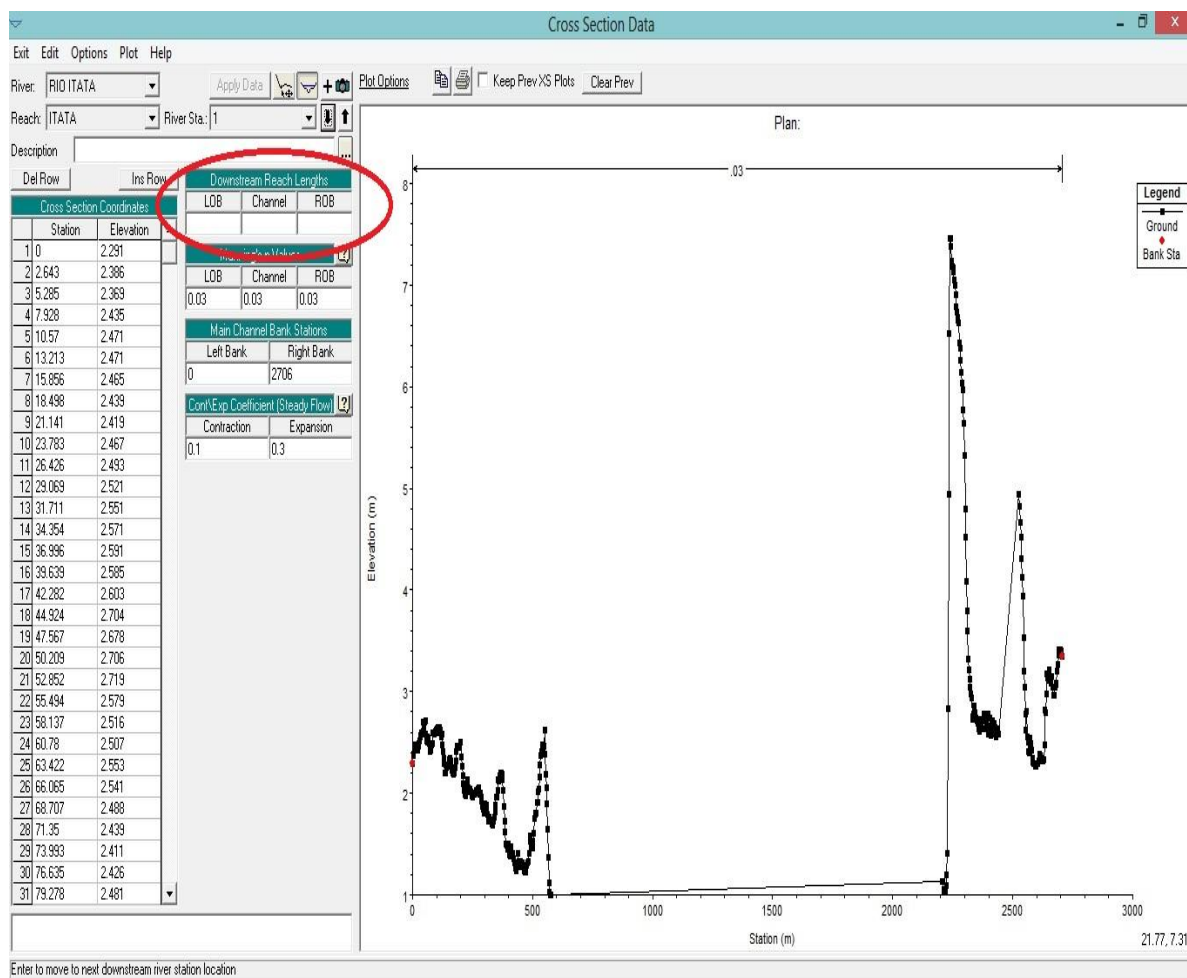 Cross Section Data
Exit Edit Options Plot Help
River: RIO ITATA Apply Data Plot Options Keep Prev XS Plots Clear Prev
Reach: ITATA River Sta.: 1
Description ...
Del Row Ins Row
Downstream Reach Lengths
LOB Channel ROB
Cross Section Coordinates
Station Elevation
1 0 2.291
2 2.643 2.386
3 5.285 2.369
4 7.928 2.435
5 10.57 2.471
6 13.213 2.471
7 15.856 2.465
8 18.498 2.439
9 21.141 2.419
10 23.783 2.467
11 26.426 2.493
12 29.069 2.521
13 31.711 2.551
14 34.354 2.571
15 36.996 2.591
16 39.639 2.585
17 42.282 2.603
18 44.924 2.704
19 47.567 2.678
20 50.209 2.706
21 52.852 2.719
22 55.494 2.579
23 58.137 2.516
24 60.78 2.507
25 63.422 2.553
26 66.065 2.541
27 68.707 2.488
28 71.35 2.439
29 73.993 2.411
30 76.635 2.426
31 79.278 2.481
?
LOB Channel ROB
0.03 0.03 0.03
Main Channel Bank Stations
Left Bank Right Bank
0 2706
Cont\Exp Coefficient (Steady Flow) ?
Contraction Expansion
0.1 0.3
Plan:
.03
Legend
Ground
Bank Sta
Elevation (m)
8
7
6
5
4
3
2
1
0 500 1000 1500 2000 2500 3000
Station (m)
21.77, 7.31
Enter to move to next downstream river station location